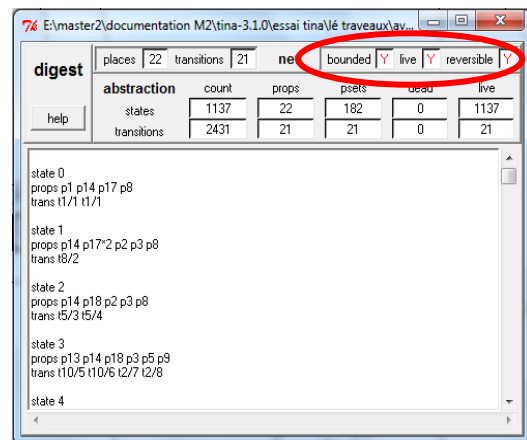 E:\master2\documentation M2\tina-3.1.0\essai tina\lé traveaux\av...
digest
places 22 transitions 21 net bounded Y live Y reversible Y
abstraction count props psets dead live
help
states 1137 22 182 0 1137
transitions 2431 21 21 0 21
state 0
props p1 p14 p17 p8
trans t1/1 t1/1
state 1
props p14 p17*2 p2 p3 p8
trans t8/2
state 2
props p14 p18 p2 p3 p8
trans t5/3 t5/4
state 3
props p13 p14 p18 p3 p5 p9
trans t10/5 t10/6 t2/7 t2/8
state 4